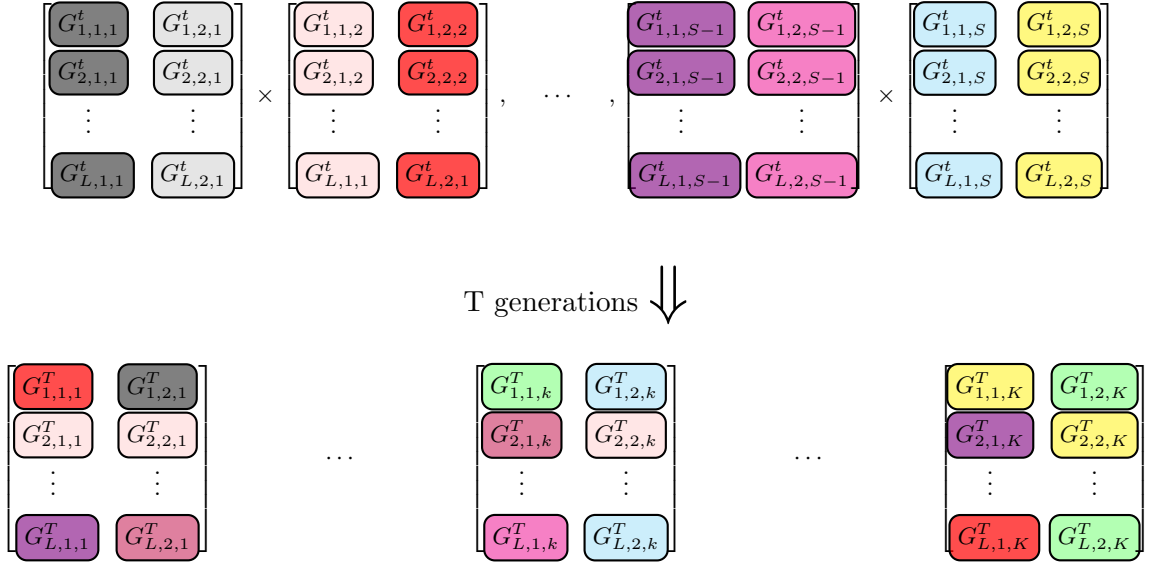 G^t_{1,1,1} G^t_{1,2,1} G^t_{1,1,2} G^t_{1,2,2} G^t_{1,1,S−1} G^t_{1,2,S−1} G^t_{1,1,S} G^t_{1,2,S}
G^t_{2,1,1} G^t_{2,2,1} × G^t_{2,1,2} G^t_{2,2,2} , ⋯ , G^t_{2,1,S−1} G^t_{2,2,S−1} × G^t_{2,1,S} G^t_{2,2,S}
⋮ ⋮ ⋮ ⋮ ⋮ ⋮ ⋮ ⋮
G^t_{L,1,1} G^t_{L,2,1} G^t_{L,1,1} G^t_{L,2,1} G^t_{L,1,S−1} G^t_{L,2,S−1} G^t_{L,1,S} G^t_{L,2,S}
T generations ⇓
G^T_{1,1,1} G^T_{1,2,1} G^T_{1,1,k} G^T_{1,2,k} G^T_{1,1,K} G^T_{1,2,K}
G^T_{2,1,1} G^T_{2,2,1} ⋯ G^T_{2,1,k} G^T_{2,2,k} ⋯ G^T_{2,1,K} G^T_{2,2,K}
⋮ ⋮ ⋮ ⋮ ⋮ ⋮
G^T_{L,1,1} G^T_{L,2,1} G^T_{L,1,k} G^T_{L,2,k} G^T_{L,1,K} G^T_{L,2,K}